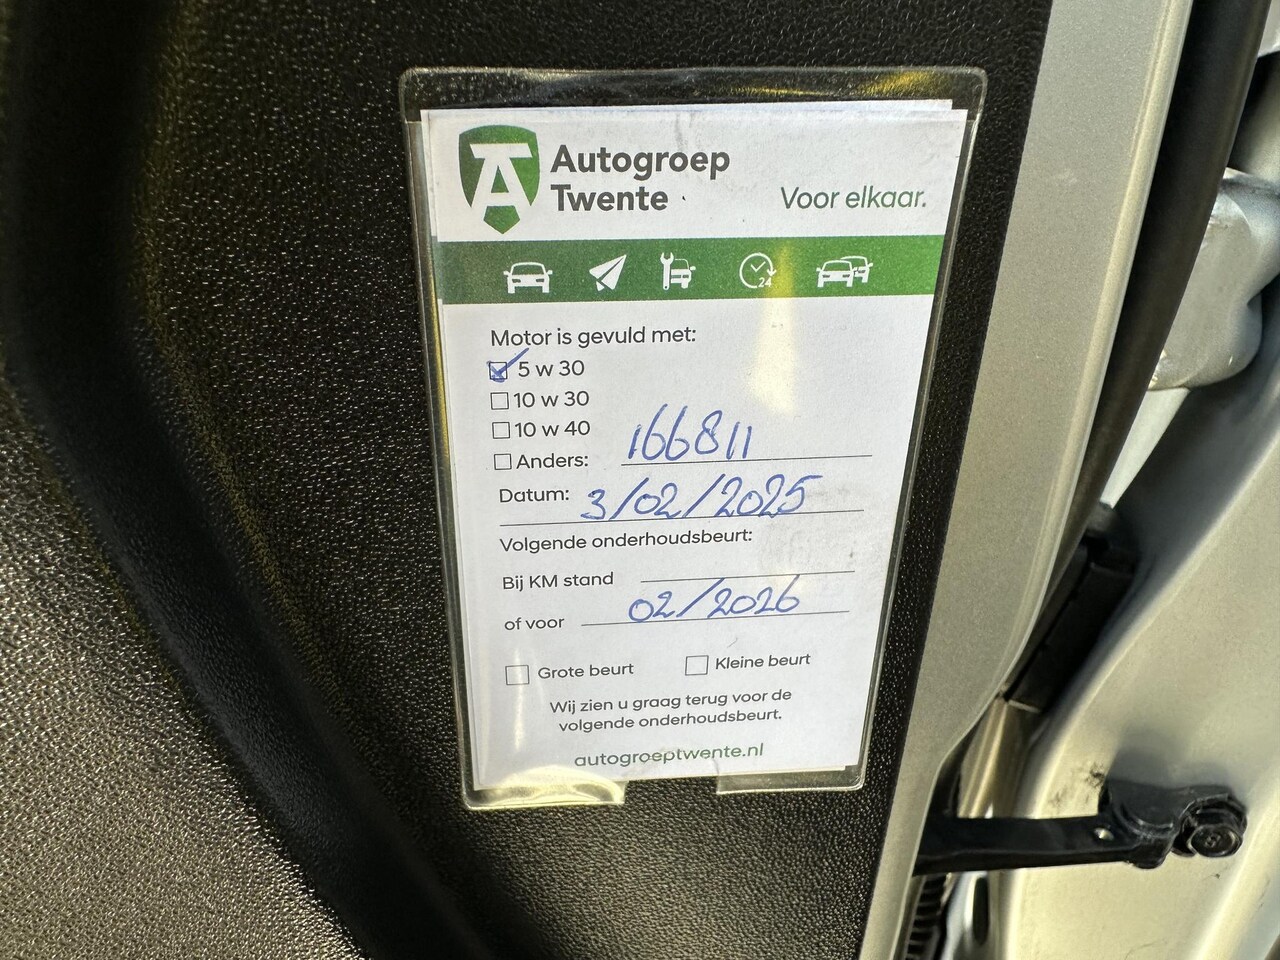 Autogroep
Twente
Voor elkaar.
24
Motor is gevuld met:
5 w 30
10 w 30
10 w 40
Anders: 166811
Datum: 3/02/2025
Volgende onderhoudsbeurt:
Bij KM stand
of voor 02/2026
Grote beurt Kleine beurt
Wij zien u graag terug voor de
volgende onderhoudsbeurt.
autogroeptwente.nl
8